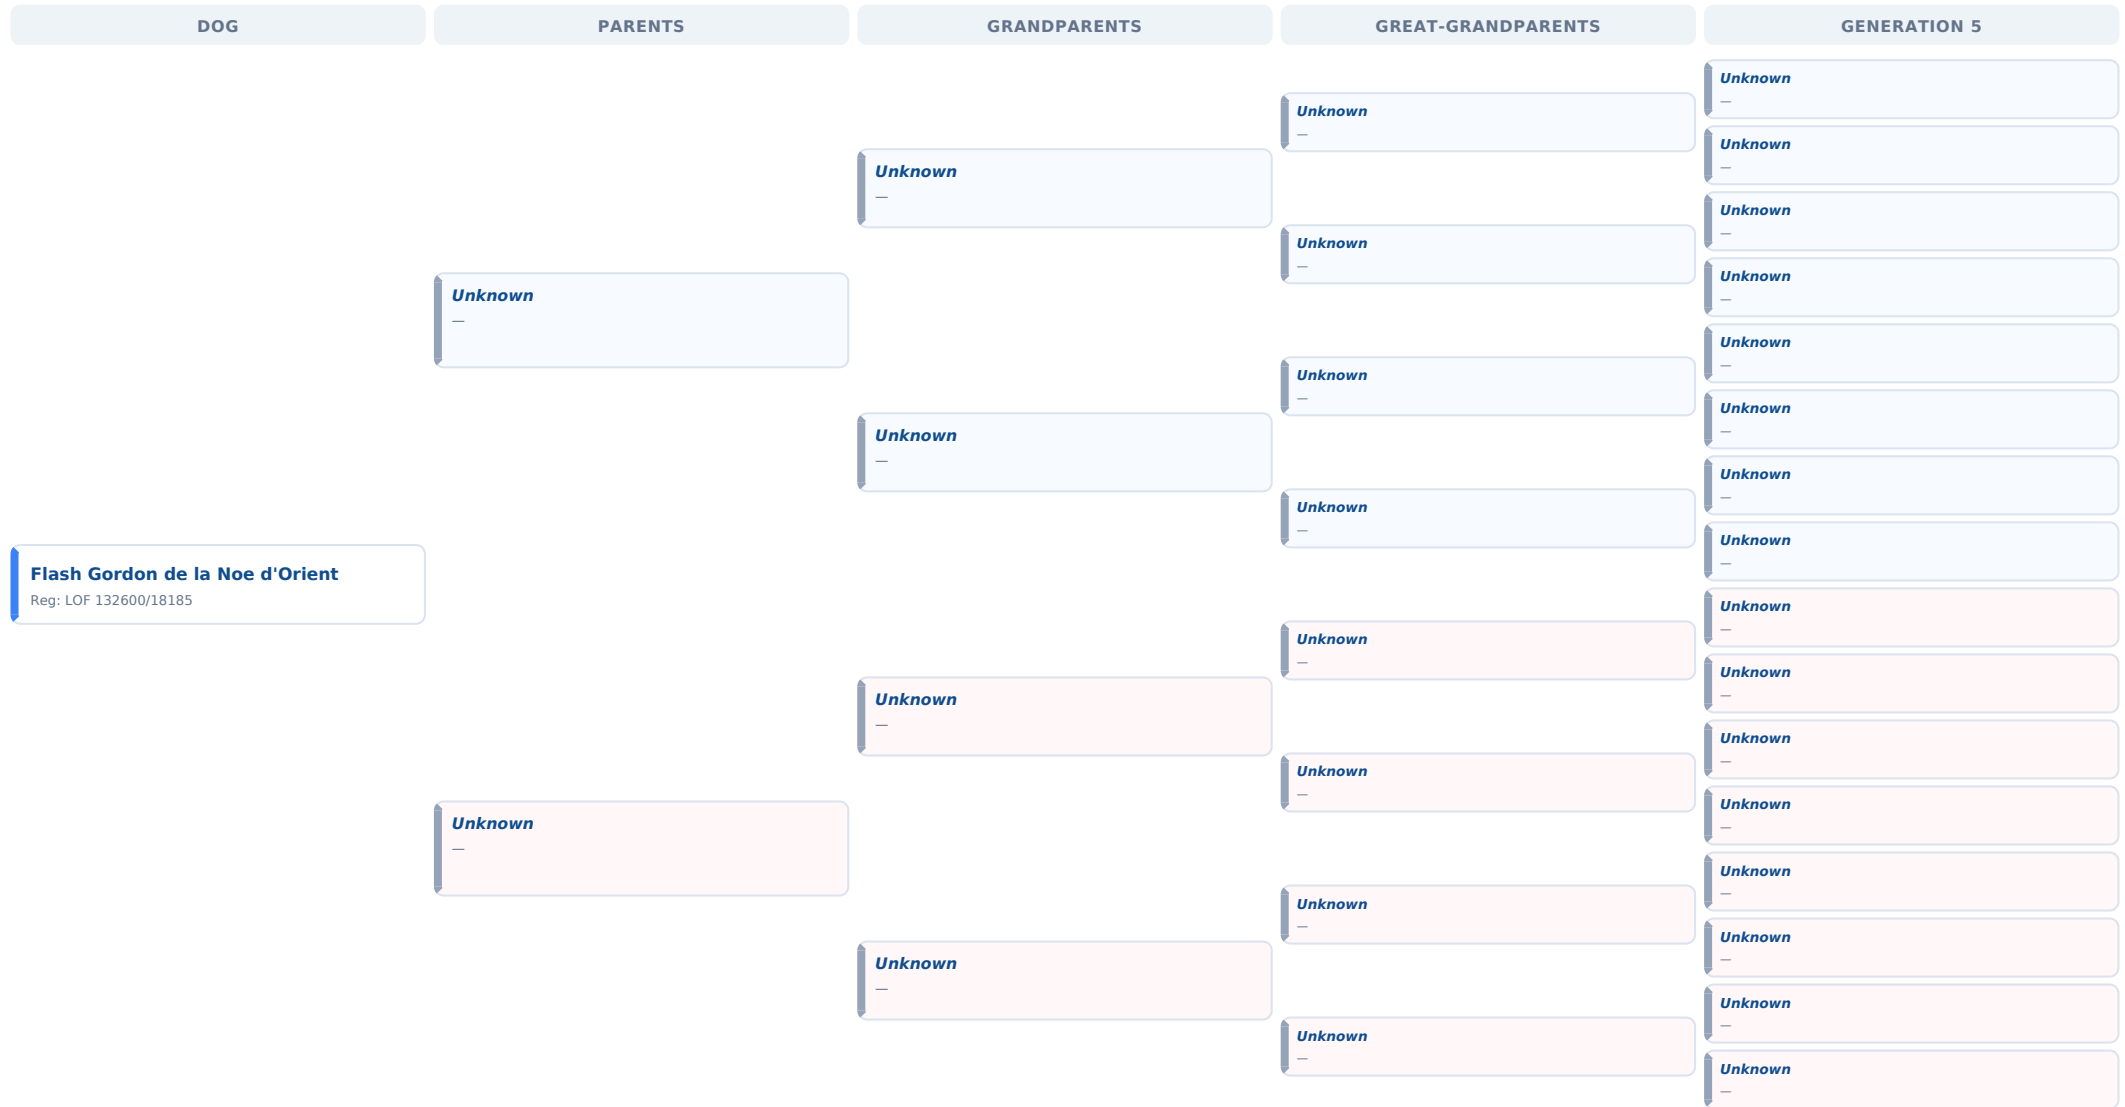 DOG
PARENTS
GRANDPARENTS
GREAT-GRANDPARENTS
GENERATION 5
Flash Gordon de la Noe d'Orient
Reg: LOF 132600/18185
Unknown
—
Unknown
—
Unknown
—
Unknown
—
Unknown
—
Unknown
—
Unknown
—
Unknown
—
Unknown
—
Unknown
—
Unknown
—
Unknown
—
Unknown
—
Unknown
—
Unknown
—
Unknown
—
Unknown
—
Unknown
—
Unknown
—
Unknown
—
Unknown
—
Unknown
—
Unknown
—
Unknown
—
Unknown
—
Unknown
—
Unknown
—
Unknown
—
Unknown
—
Unknown
—